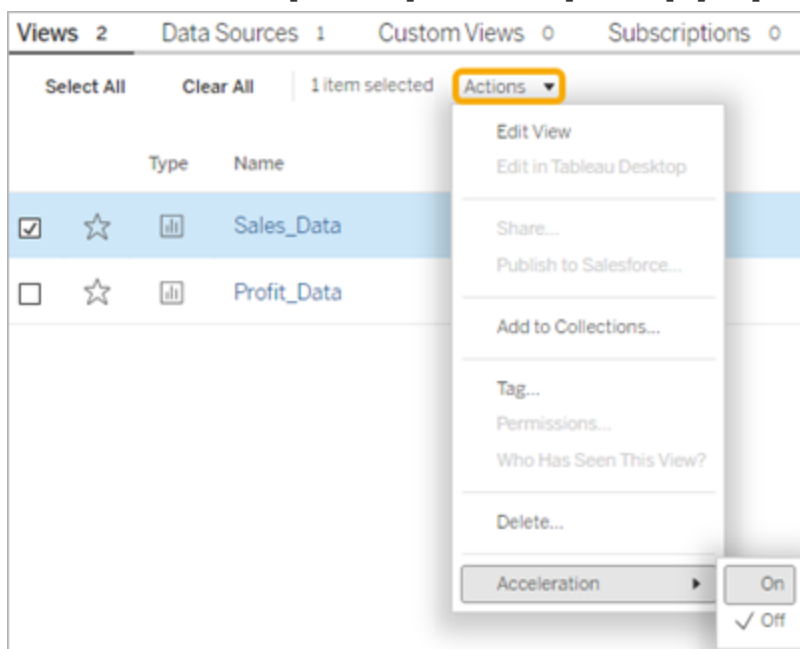 Views 2 Data Sources 1 Custom Views 0 Subscriptions 0
Select All Clear All 1 item selected Actions
Edit View
Type Name Edit in Tableau Desktop
Sales_Data Share...
Publish to Salesforce...
Profit_Data
Add to Collections...
Tag...
Permissions...
Who Has Seen This View?
Delete...
Acceleration On
Off